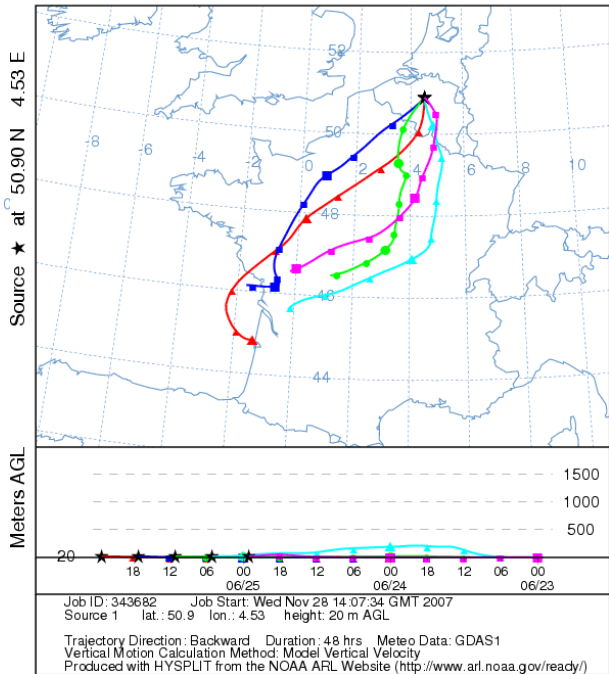 Source ★ at 50.90 N 4.53 E
52
-8
-6
-4
-2
0
2
4
6
8
10
50
48
46
44
Meters AGL
1500
1000
500
20
18 12 06 00 18 12 06 00 18 12 06 00
06/25 06/24 06/23
Job ID: 343682 Job Start: Wed Nov 28 14:07:34 GMT 2007
Source 1 lat.: 50.9 lon.: 4.53 height: 20 m AGL
Trajectory Direction: Backward Duration: 48 hrs Meteo Data: GDAS1
Vertical Motion Calculation Method: Model Vertical Velocity
Produced with HYSPLIT from the NOAA ARL Website (http://www.arl.noaa.gov/ready/)